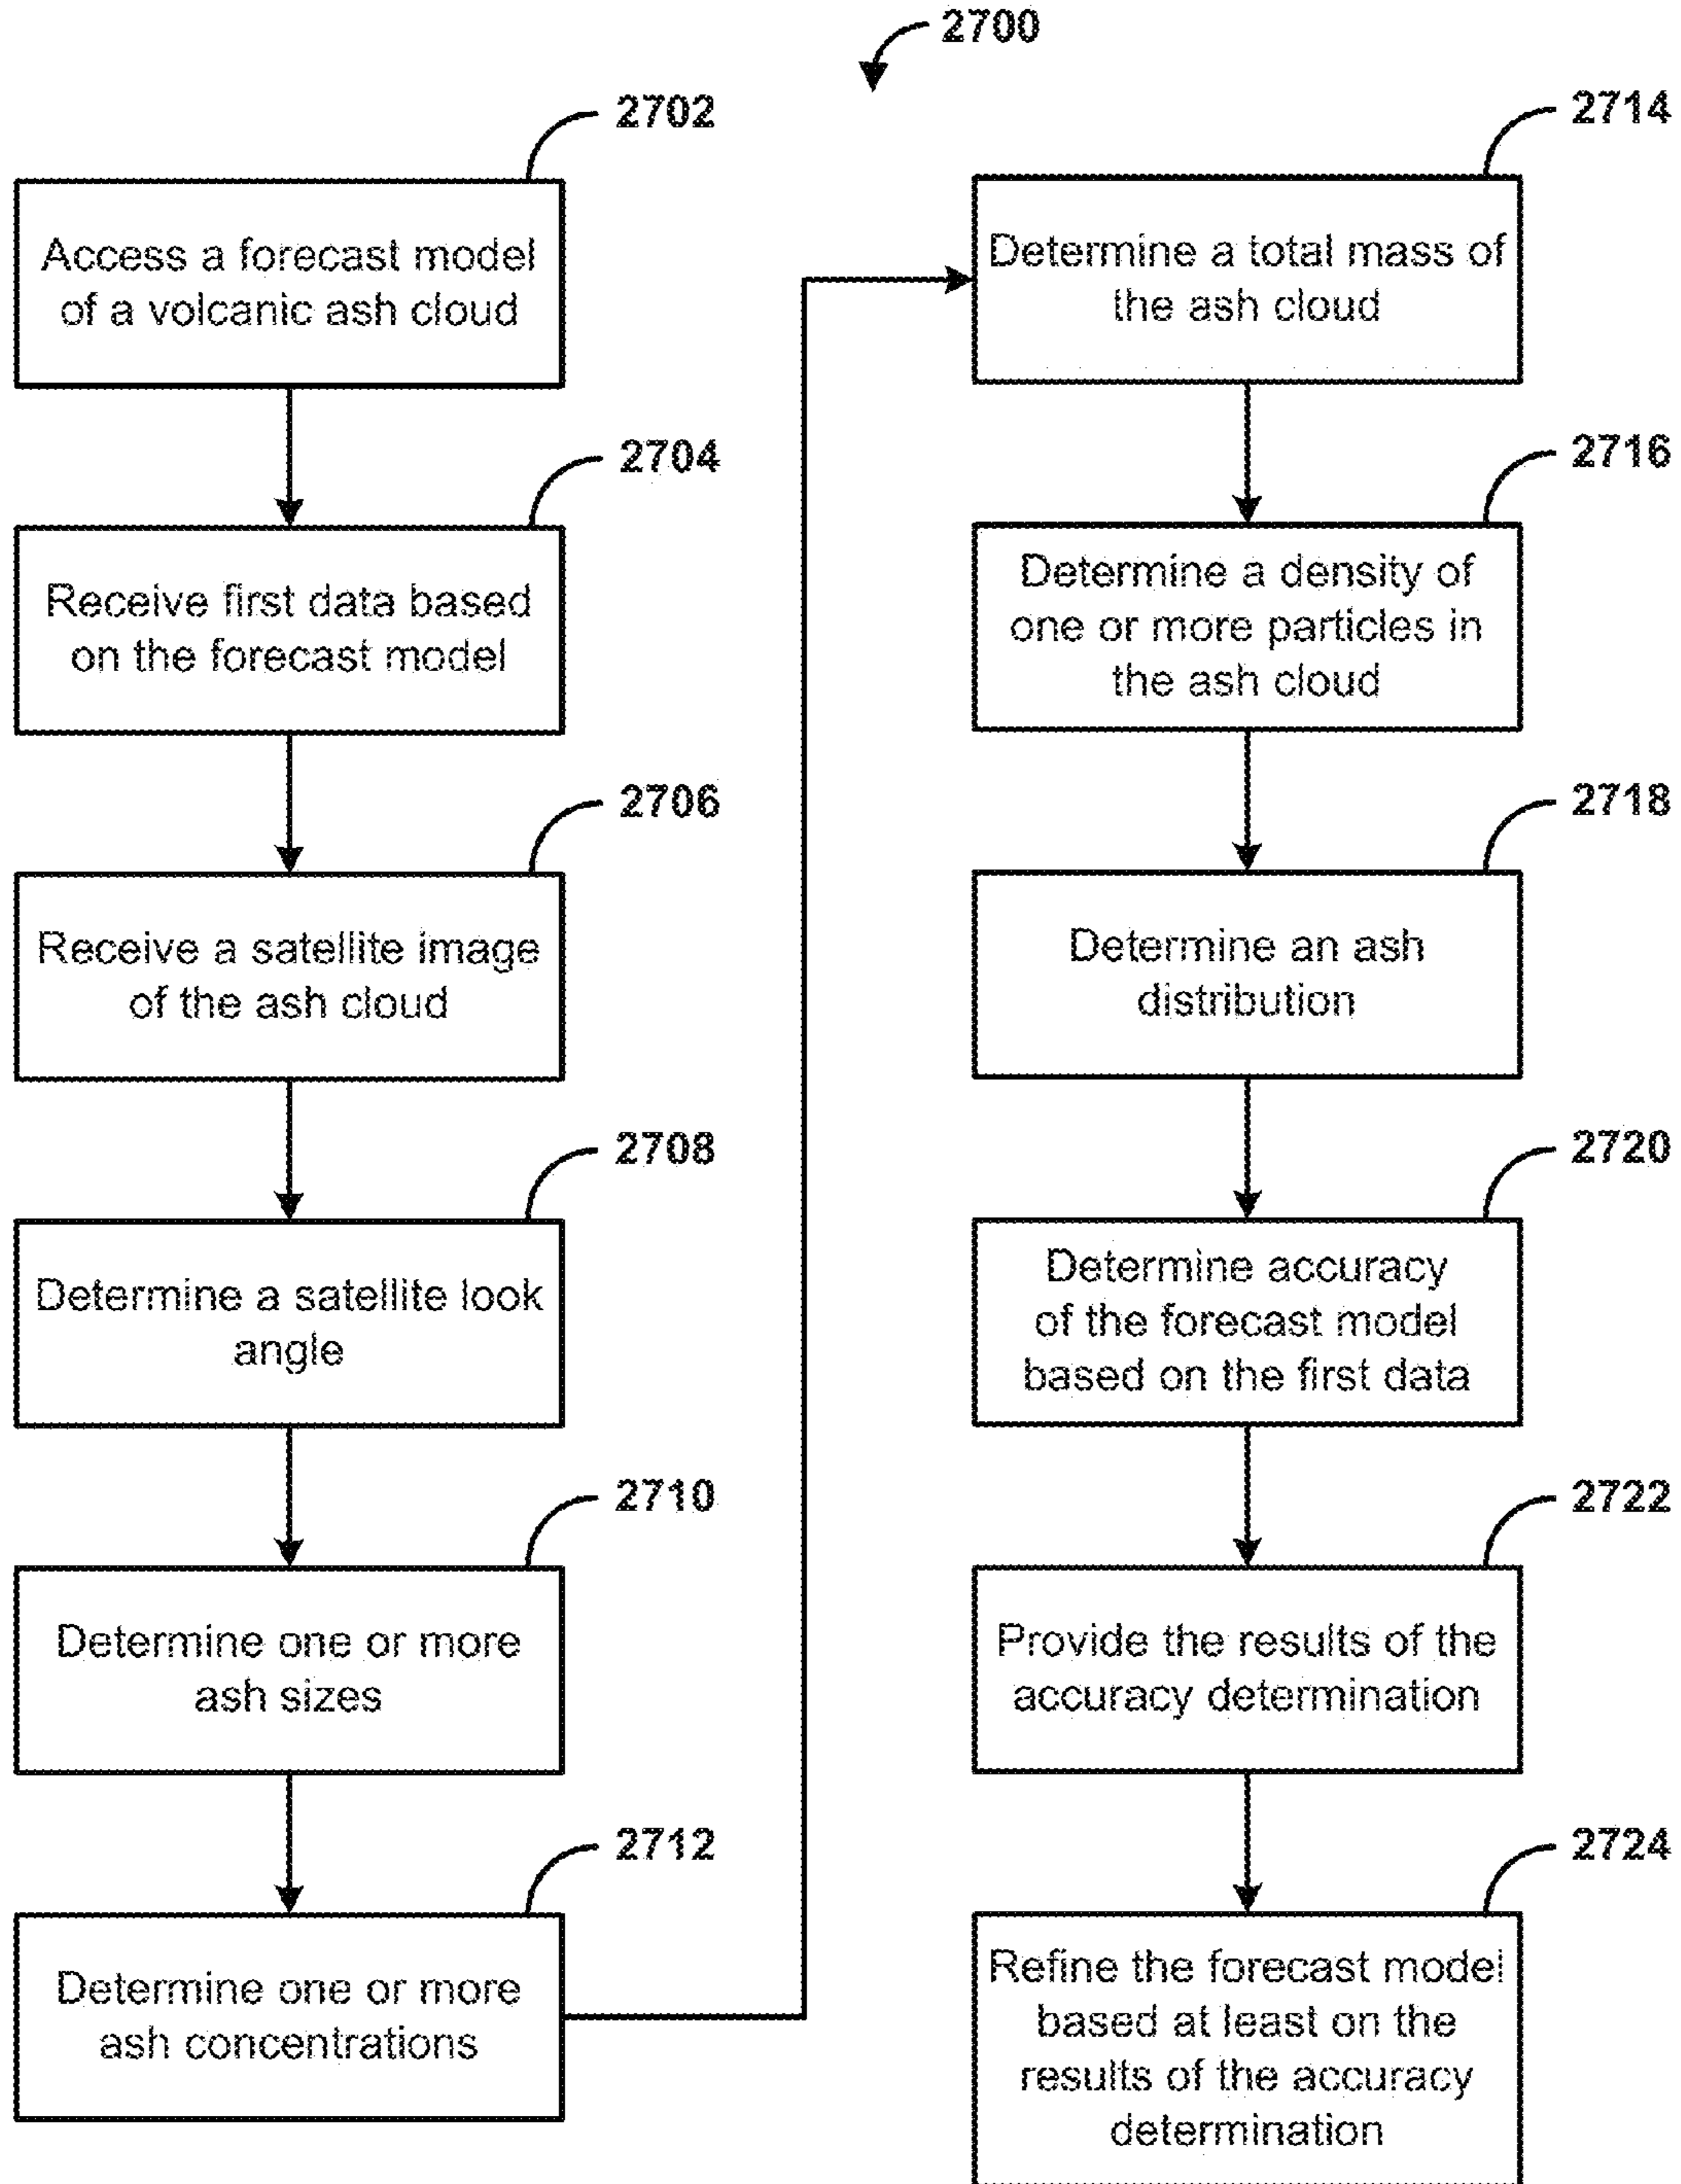 2700
2702
Access a forecast model
of a volcanic ash cloud
2704
Receive first data based
on the forecast model
2706
Receive a satellite image
of the ash cloud
2708
Determine a satellite look
angle
2710
Determine one or more
ash sizes
2712
Determine one or more
ash concentrations
2714
Determine a total mass of
the ash cloud
2716
Determine a density of
one or more particles in
the ash cloud
2718
Determine an ash
distribution
2720
Determine accuracy
of the forecast model
based on the first data
2722
Provide the results of the
accuracy determination
2724
Refine the forecast model
based at least on the
results of the accuracy
determination